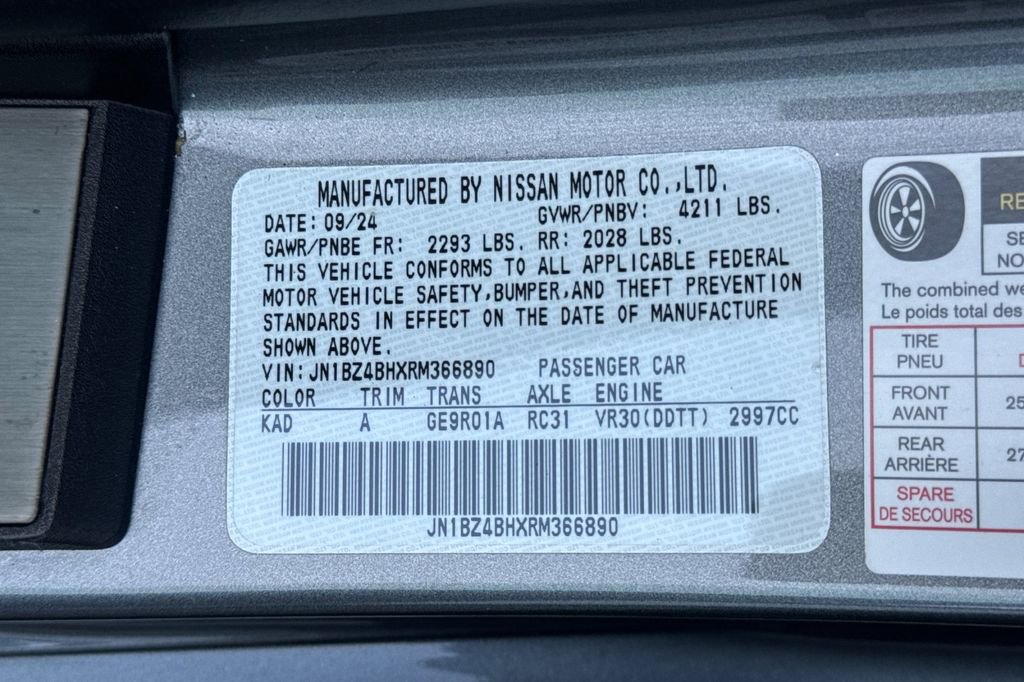 MANUFACTURED BY NISSAN MOTOR CO.,LTD.
DATE: 09/24 GVWR/PNBV: 4211 LBS.
GAWR/PNBE FR: 2293 LBS. RR: 2028 LBS.
THIS VEHICLE CONFORMS TO ALL APPLICABLE FEDERAL
MOTOR VEHICLE SAFETY,BUMPER,AND THEFT PREVENTION
STANDARDS IN EFFECT ON THE DATE OF MANUFACTURE
SHOWN ABOVE.
VIN:JN1BZ4BHXRM366890 PASSENGER CAR
COLOR TRIM TRANS AXLE ENGINE
KAD A GE9R01A RC31 VR30(DDTT) 2997CC
JN1BZ4BHXRM366890
The combined
Le poids total des
TIRE
PNEU
FRONT
AVANT
REAR
ARRIÈRE
SPARE
DE SECOURS